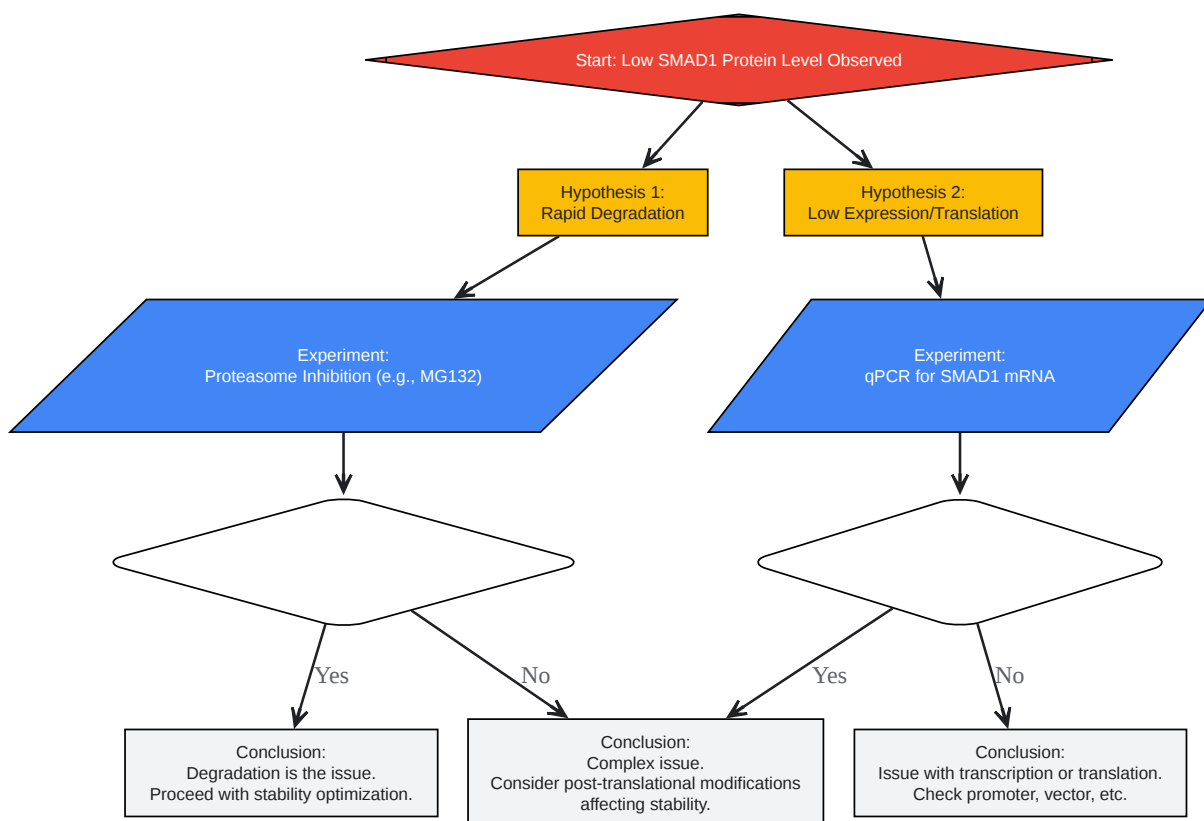 Start: Low SMAD1 Protein Level Observed
Hypothesis 1:
Rapid Degradation
Hypothesis 2:
Low Expression/Translation
Experiment:
Proteasome Inhibition (e.g., MG132)
Experiment:
qPCR for SMAD1 mRNA
Yes
No
Yes
No
Conclusion:
Degradation is the issue.
Proceed with stability optimization.
Conclusion:
Complex issue.
Consider post-translational modifications
affecting stability.
Conclusion:
Issue with transcription or translation.
Check promoter, vector, etc.